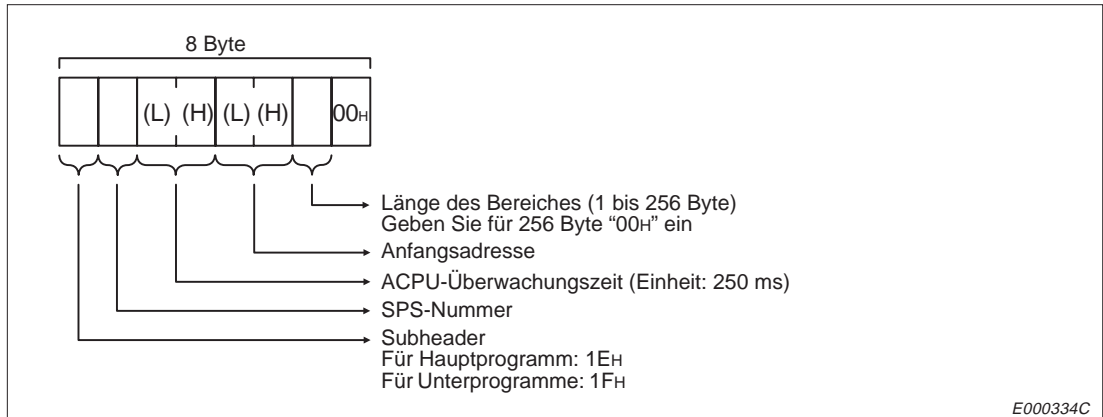 8 Byte
(L) (H) (L) (H) 00H
Länge des Bereiches (1 bis 256 Byte)
Geben Sie für 256 Byte “00H” ein
Anfangsadresse
ACPU-Überwachungszeit (Einheit: 250 ms)
SPS-Nummer
Subheader
Für Hauptprogramm: 1EH
Für Unterprogramme: 1FH
E000334C